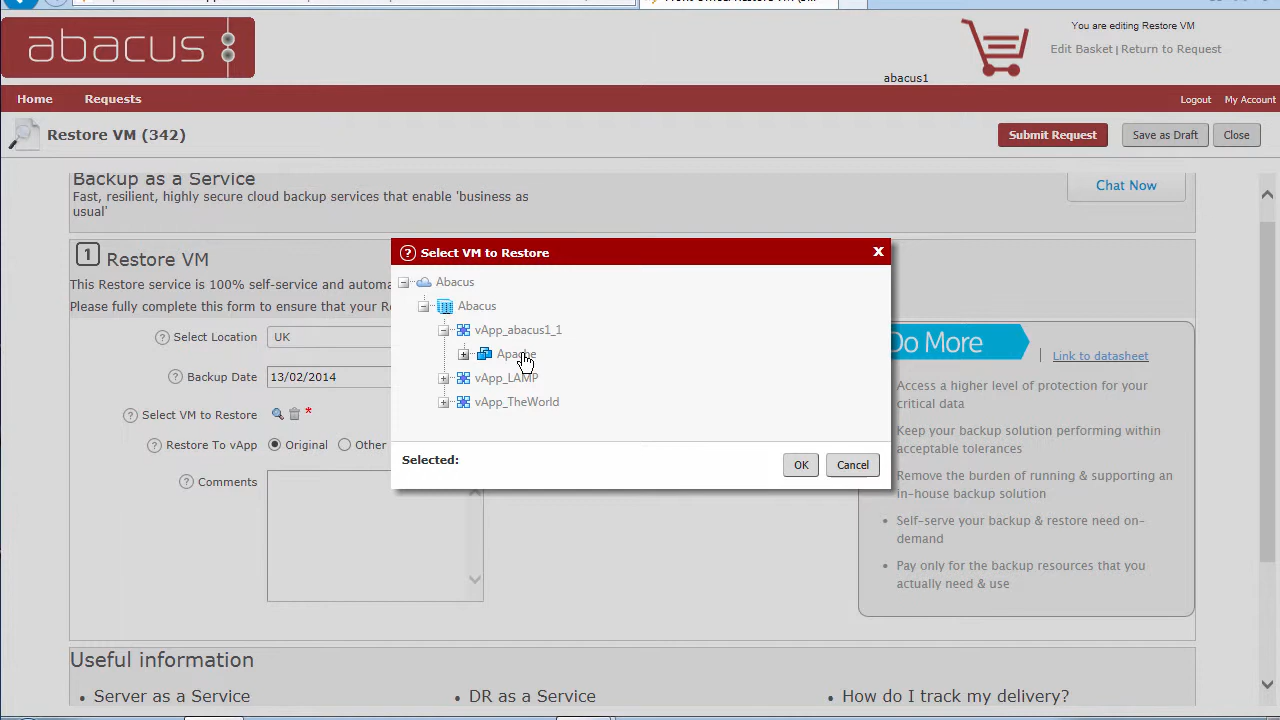 You are editing Restore VM
abacus
Edit Basket | Return to Request
abacus1
Home Requests Logout My Account
Restore VM (342) Submit Request Save as Draft Close
Backup as a Service
Fast, resilient, highly secure cloud backup services that enable 'business as
usual'
Chat Now
1 Restore VM
This Restore service is 100% self-service and
Please fully complete this form to ensure that your
? Select Location UK
? Backup Date 13/02/2014
? Select VM to Restore *
? Restore To vApp Original Other
? Comments
? Select VM to Restore X
Abacus
Abacus
vApp_abacus1_1
Apache
vApp_LAMP
vApp_TheWorld
Selected: OK Cancel
Do More Link to datasheet
Access a higher level of protection for your
critical data
Keep your backup solution performing within
acceptable tolerances
Remove the burden of running & supporting an
in-house backup solution
• Self-serve your backup & restore need on-
demand
• Pay only for the backup resources that you
actually need & use
Useful information
• Server as a Service • DR as a Service • How do I track my delivery?